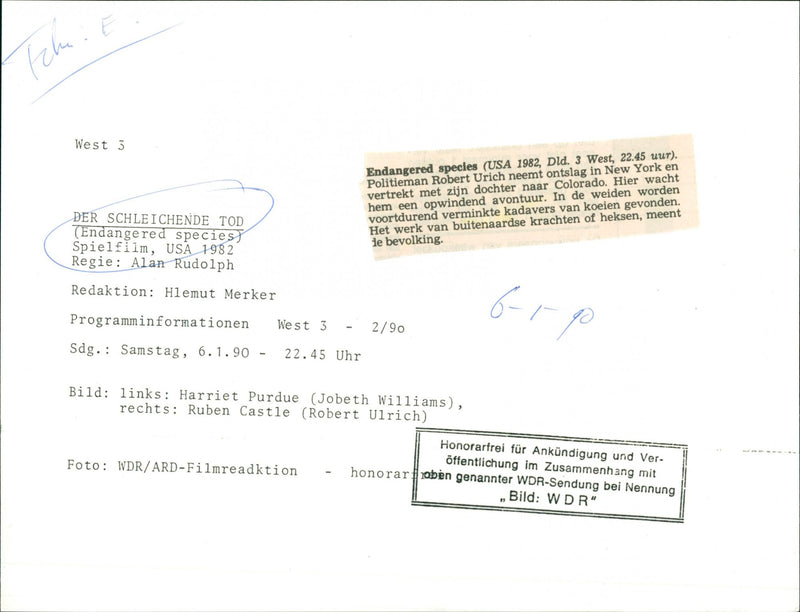 West 3
Endangered species (USA 1982, Dld. 3 West, 22.45 uur).
Politieman Robert Urich neemt ontslag in New York en
vertrekt met zijn dochter naar Colorado. Hier wacht
hem een opwindend avontuur. In de weiden worden
voortdurend verminkte kadavers van koeien gevonden.
Het werk van buitenaardse krachten of heksen, meent
de bevolking.
DER SCHLEICHENDE TOD
(Endangered species)
Spielfilm, USA 1982
Regie: Alan Rudolph
Redaktion: Hlemut Merker
6-1-90
Programminformationen West 3 - 2/9o
Sdg.: Samstag, 6.1.90 - 22.45 Uhr
Bild: links: Harriet Purdue (Jobeth Williams),
rechts: Ruben Castle (Robert Ulrich)
Foto: WDR/ARD-Filmreadktion - honorarfrei
Honorarfrei für Ankündigung und Ver-
öffentlichung im Zusammenhang mit
oben genannter WDR-Sendung bei Nennung
„Bild: WDR"